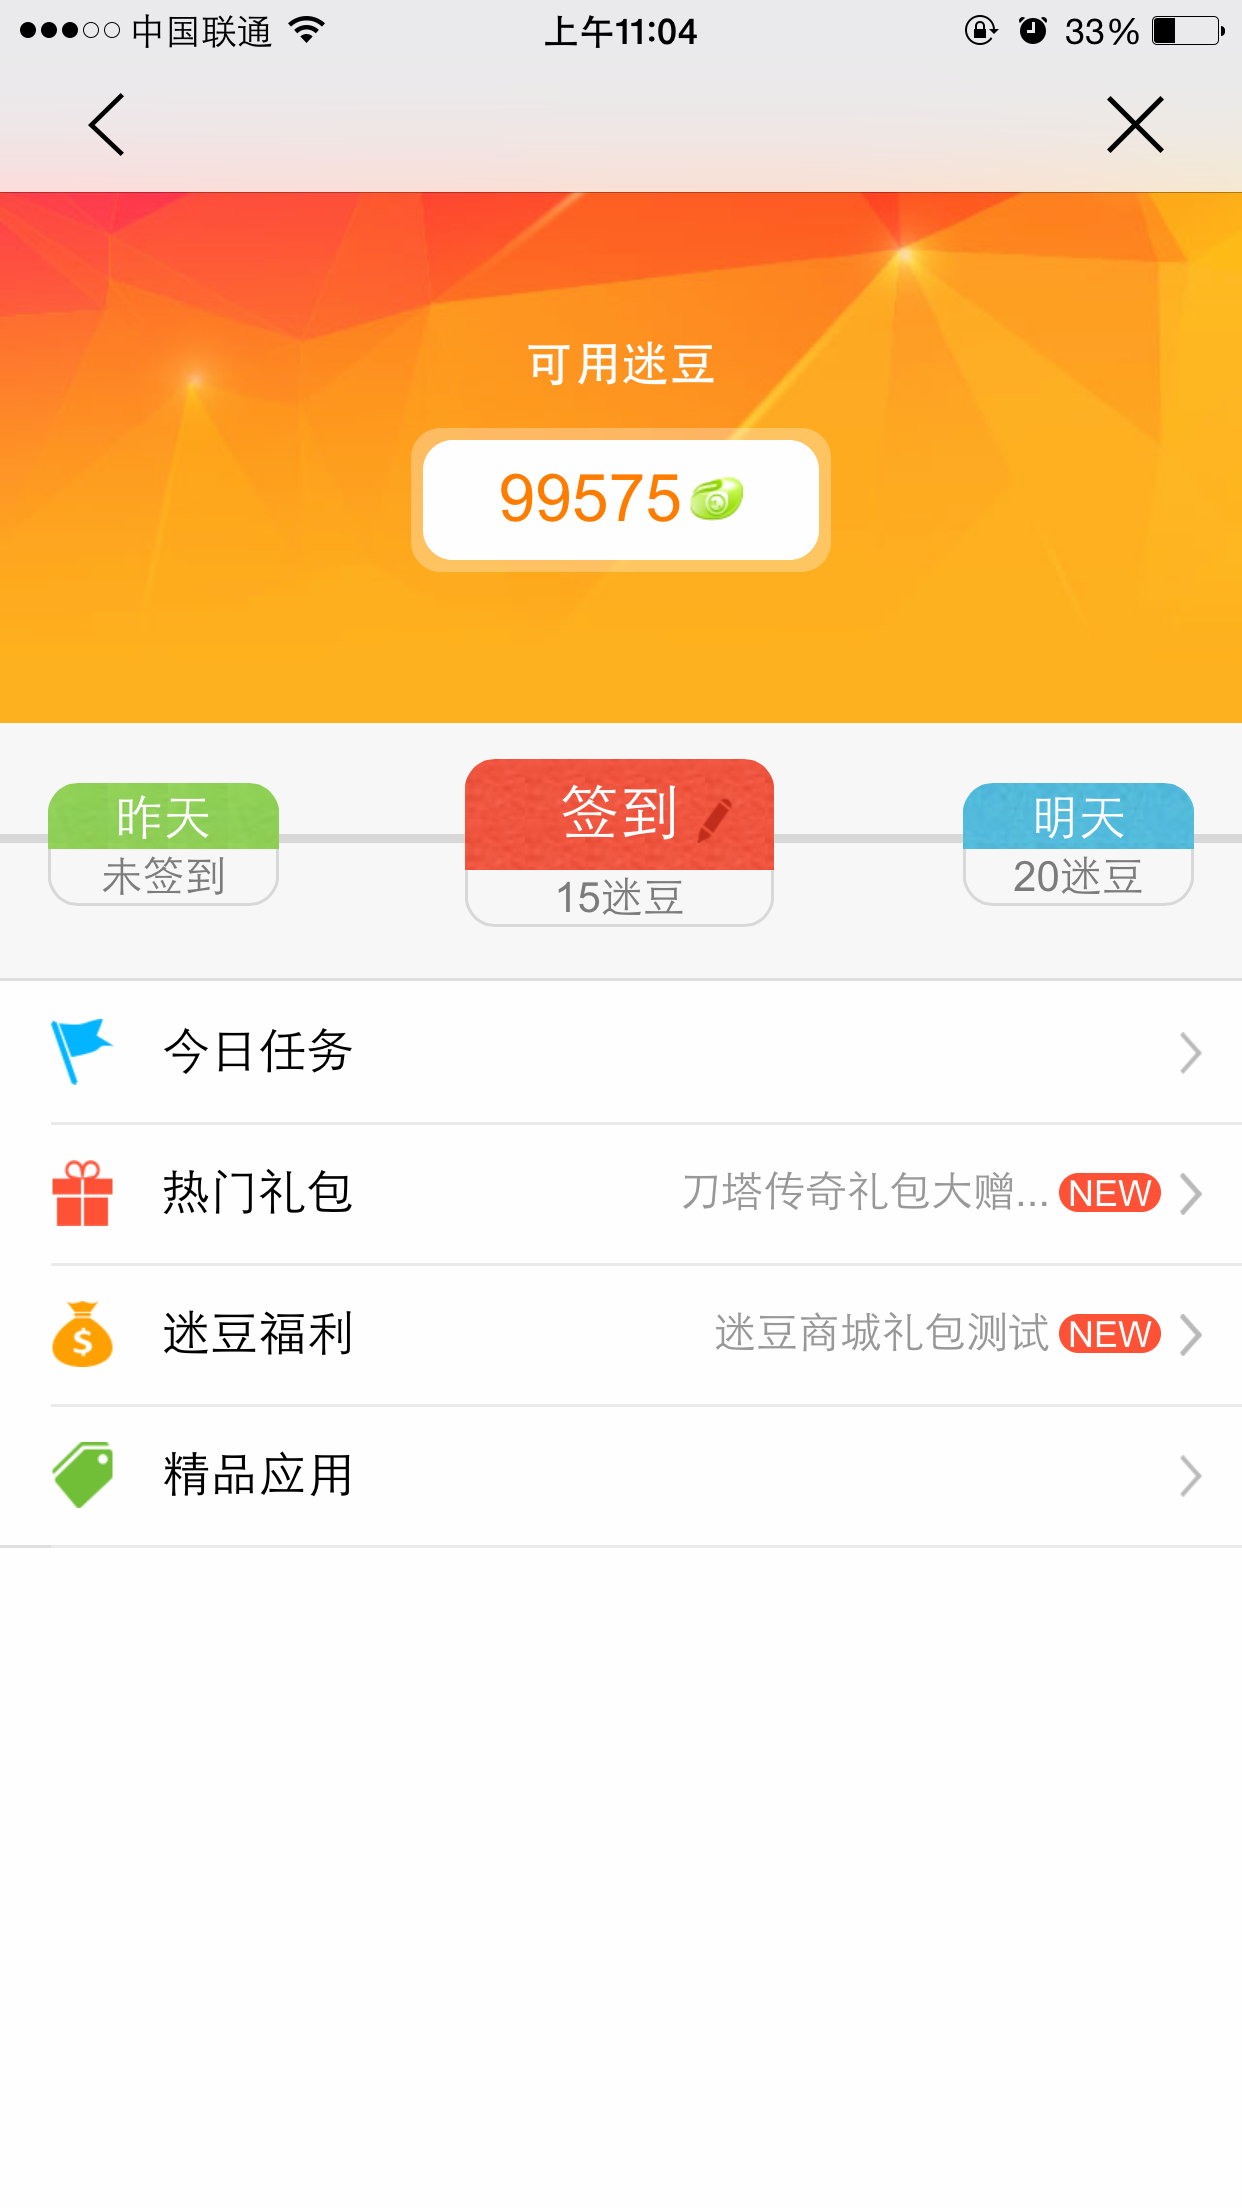 中国联通 上午11:04 33%
可用迷豆
99575
昨天 签到 明天
未签到 15迷豆 20迷豆
今日任务
热门礼包 刀塔传奇礼包大赠... NEW
迷豆福利 迷豆商城礼包测试 NEW
精品应用